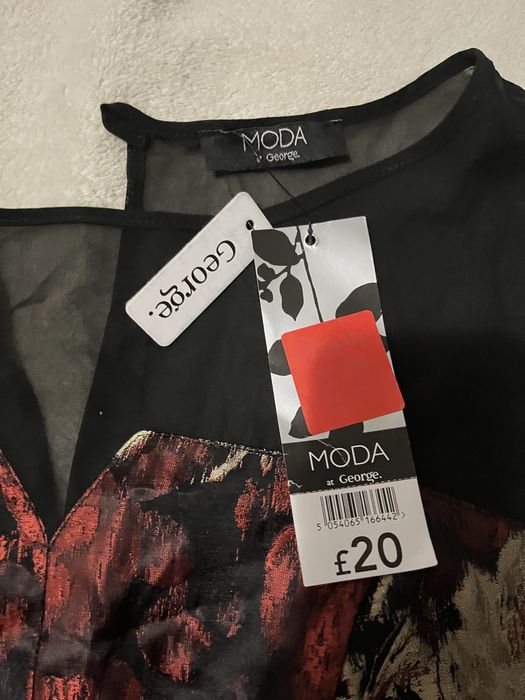 MODA
at George.
George.
MODA
at George.
5 054065 166442 >
£20